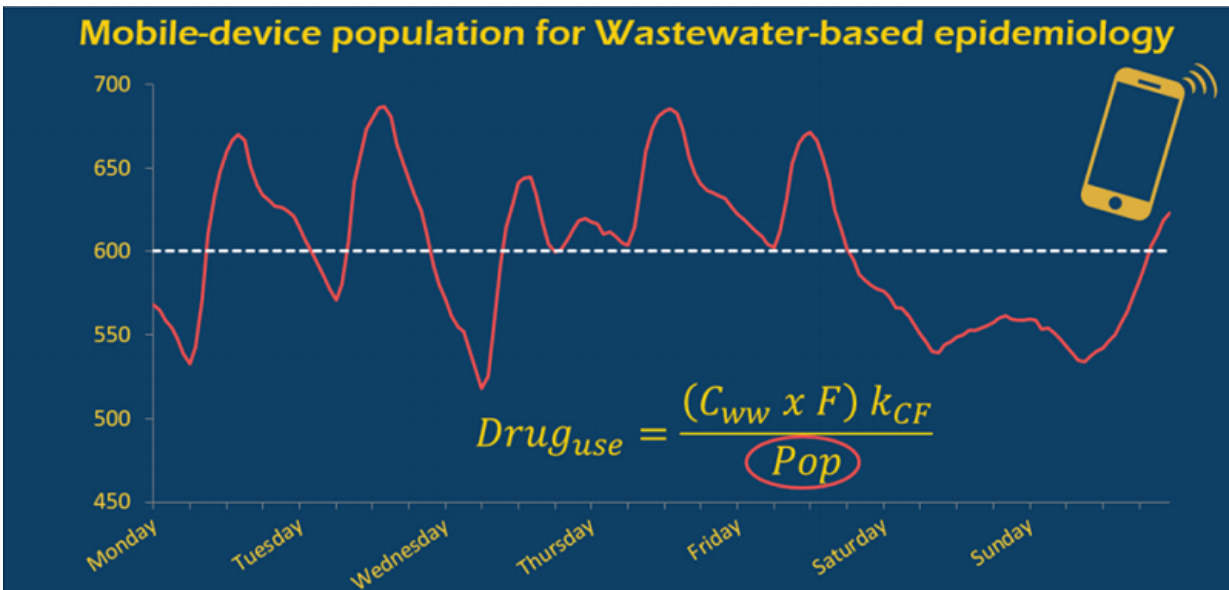 Mobile-device population for Wastewater-based epidemiology
700
650
600
550
500
450
Drug_use = (C_ww x F) k_CF
Pop
Monday Tuesday Wednesday Thursday Friday Saturday Sunday